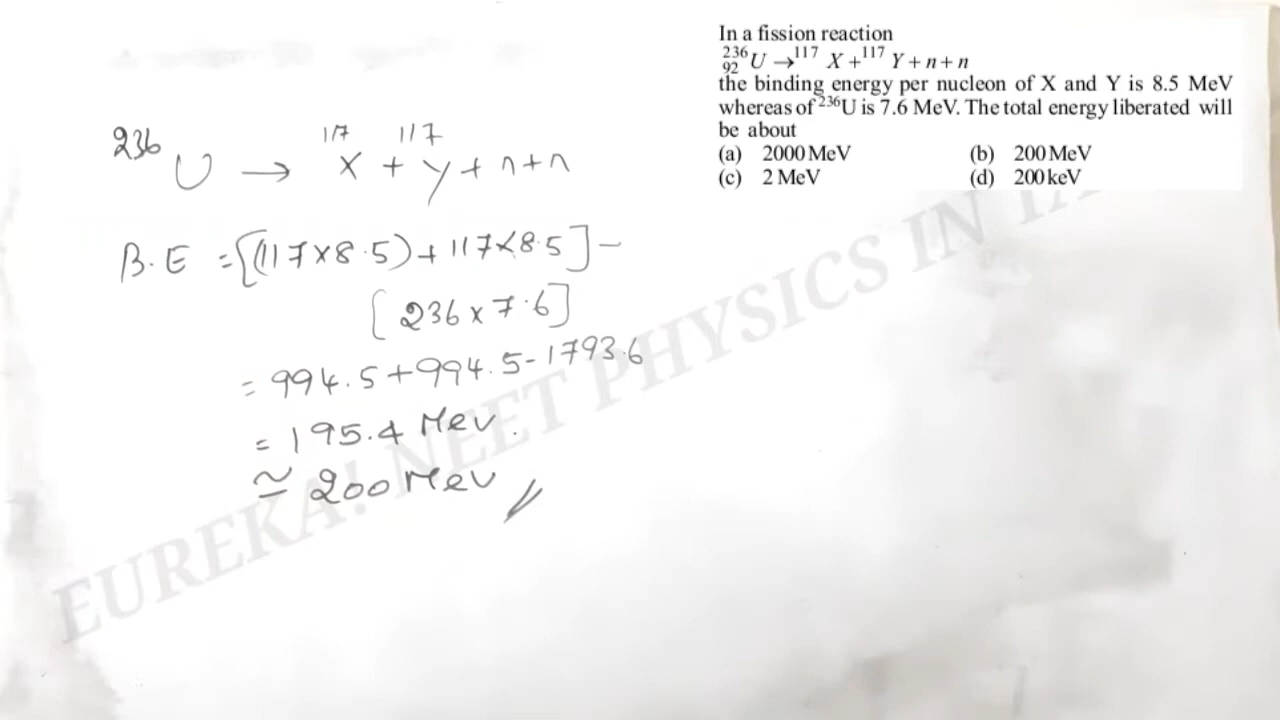 In a fission reaction
²³⁶₉₂U →¹¹⁷ X +¹¹⁷ Y + n + n
the binding energy per nucleon of X and Y is 8.5 MeV
whereas of ²³⁶U is 7.6 MeV. The total energy liberated will
be about
(a) 2000 MeV (b) 200 MeV
(c) 2 MeV (d) 200 keV
²³⁶U → ¹¹⁷X + ¹¹⁷Y + n + n
B.E = [(117×8.5) + 117×8.5] −
[236 × 7.6]
= 994.5 + 994.5 - 1793.6
= 195.4 MeV.
≃ 200 MeV
EUREKA! NEET PHYSICS IN